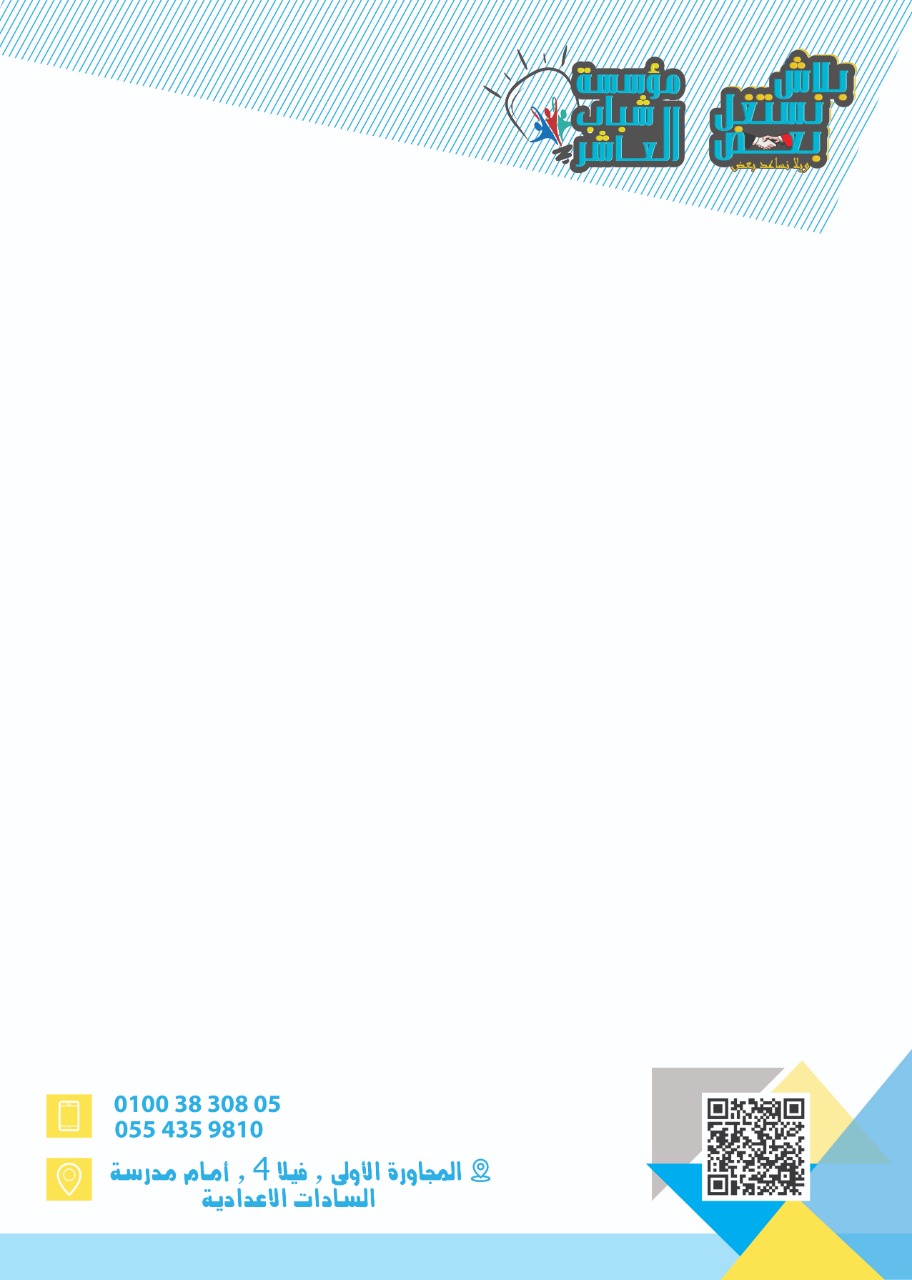 بلاش
نستغل
بعض
ويلا نساعد بعض
مؤسسة
شباب
العاشر
0100 38 308 05
055 435 9810
المجاورة الأولى , فيلا 4 , أمام مدرسة
السادات الاعدادية